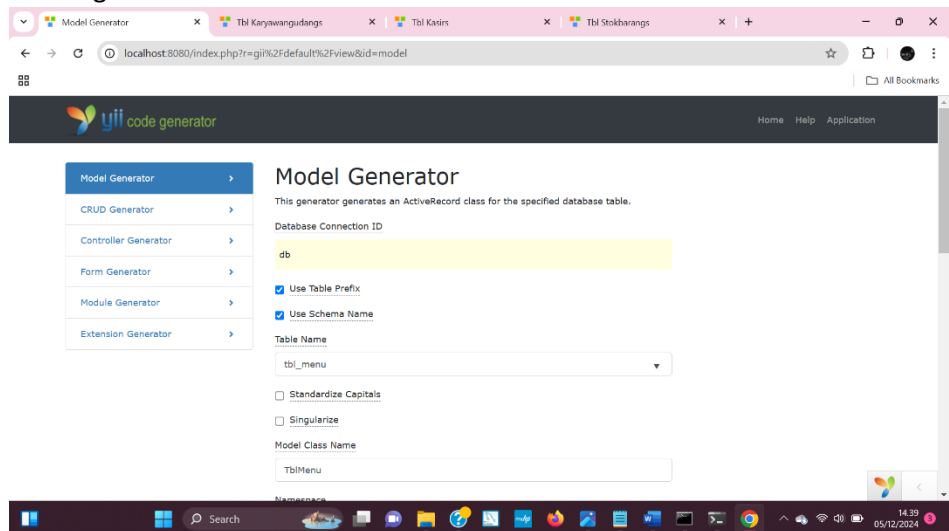 Model Generator
Tbl Karyawangudangs
Tbl Kasirs
Tbl Stokbarangs
localhost:8080/index.php?r=gii%2Fdefault%2Fview&id=model
All Bookmarks
yii code generator
Home Help Application
Model Generator
CRUD Generator
Controller Generator
Form Generator
Module Generator
Extension Generator
Model Generator
This generator generates an ActiveRecord class for the specified database table.
Database Connection ID
db
Use Table Prefix
Use Schema Name
Table Name
tbl_menu
Standardize Capitals
Singularize
Model Class Name
TblMenu
Namespace
Search
14.39
05/12/2024